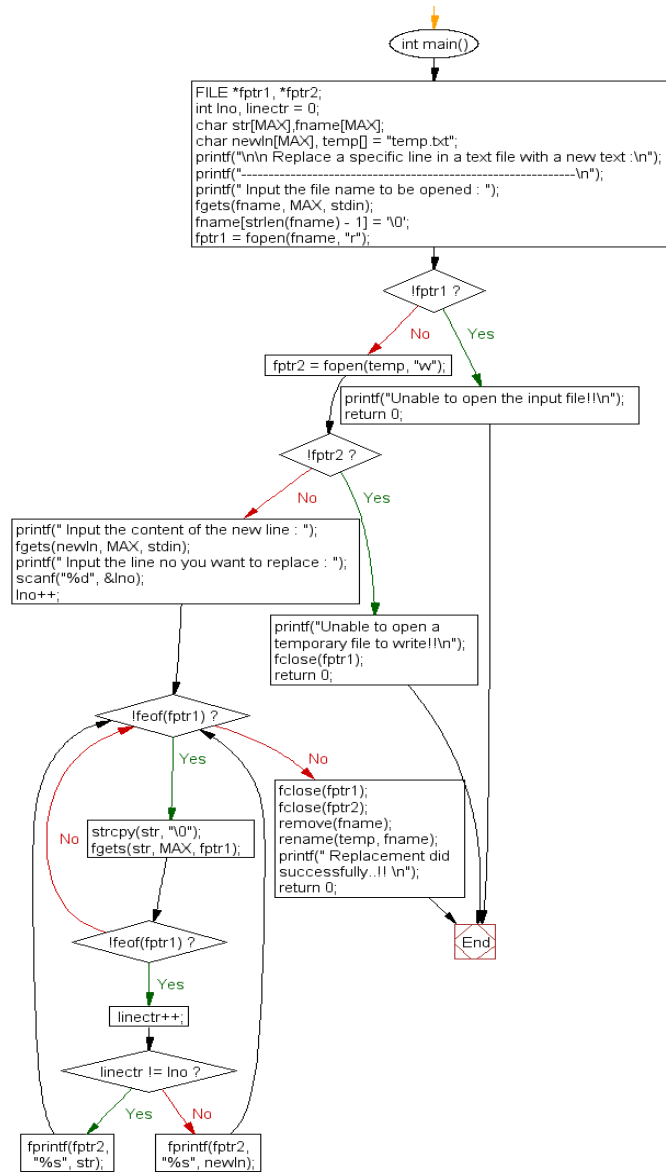 int main()
FILE *fptr1, *fptr2;
int lno, linectr = 0;
char str[MAX],fname[MAX];
char newln[MAX], temp[] = "temp.txt";
printf("\n\n Replace a specific line in a text file with a new text :\n");
printf("-------------------------------------------------------------\n");
printf(" Input the file name to be opened : ");
fgets(fname, MAX, stdin);
fname[strlen(fname) - 1] = '\0';
fptr1 = fopen(fname, "r");
!fptr1 ?
No
Yes
fptr2 = fopen(temp, "w");
printf("Unable to open the input file!!\n");
return 0;
!fptr2 ?
No
Yes
printf(" Input the content of the new line : ");
fgets(newln, MAX, stdin);
printf(" Input the line no you want to replace : ");
scanf("%d", &lno);
lno++;
printf("Unable to open a
temporary file to write!!\n");
fclose(fptr1);
return 0;
!feof(fptr1) ?
Yes
No
fclose(fptr1);
fclose(fptr2);
remove(fname);
rename(temp, fname);
printf(" Replacement did
successfully..!! \n");
return 0;
strcpy(str, "\0");
fgets(str, MAX, fptr1);
No
!feof(fptr1) ?
End
Yes
linectr++;
linectr != lno ?
Yes
No
fprintf(fptr2,
"%s", str);
fprintf(fptr2,
"%s", newln);